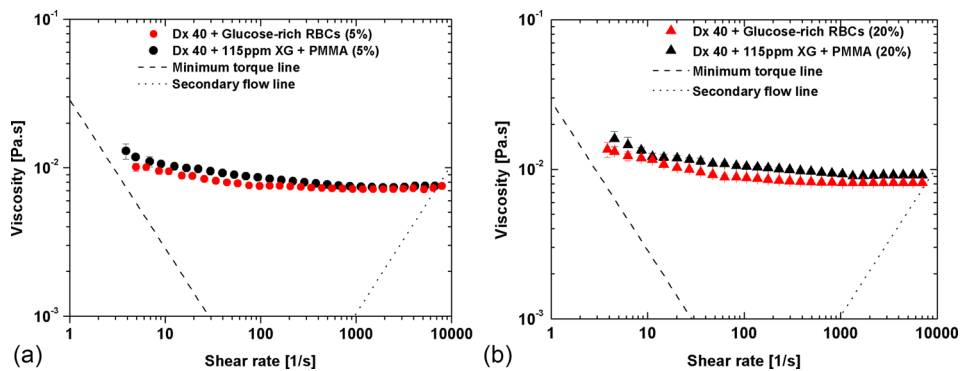 10⁻¹
Dx 40 + Glucose-rich RBCs (5%)
Dx 40 + 115ppm XG + PMMA (5%)
Minimum torque line
Secondary flow line
Viscosity [Pa.s]
10⁻²
10⁻³
1 10 100 1000 10000
Shear rate [1/s]
(a)
10⁻¹
Dx 40 + Glucose-rich RBCs (20%)
Dx 40 + 115ppm XG + PMMA (20%)
Minimum torque line
Secondary flow line
Viscosity [Pa.s]
10⁻²
10⁻³
1 10 100 1000 10000
Shear rate [1/s]
(b)